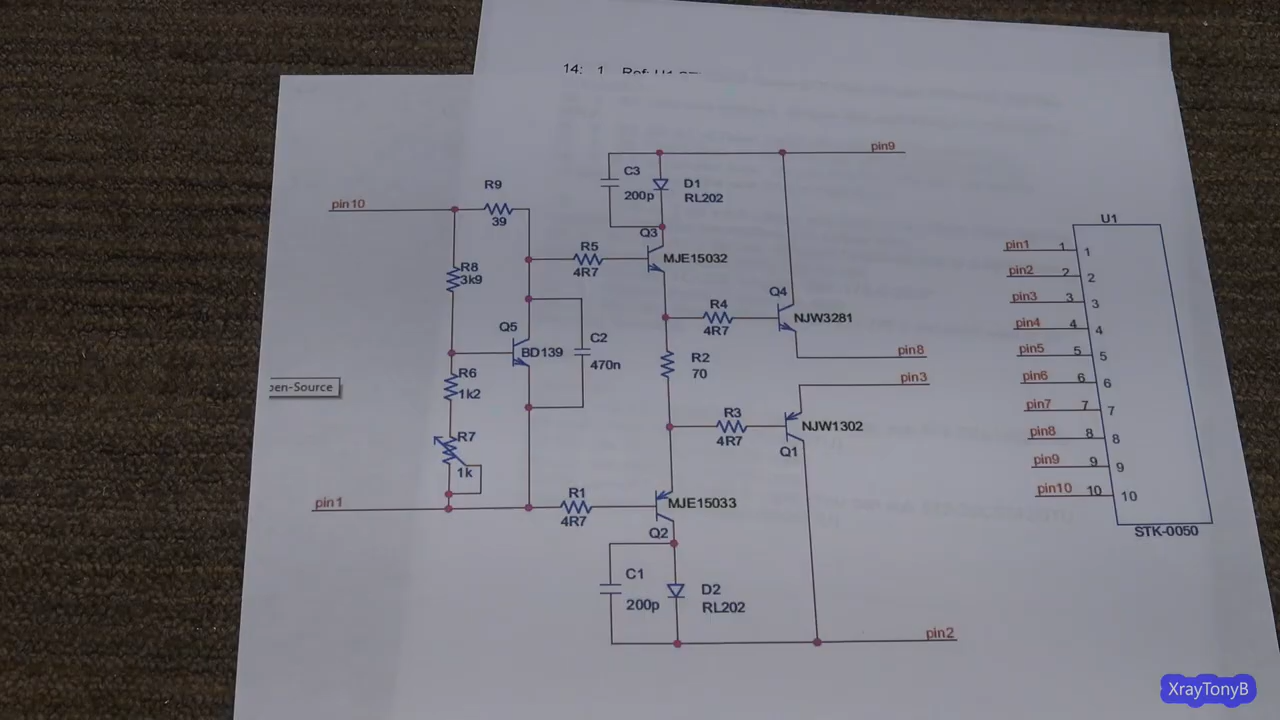 14: 1
pin9
C3
200p
D1
RL202
R9
39
pin10
Q3
MJE15032
R5
4R7
R8
3k9
Q4
NJW3281
R4
4R7
pin8
Q5
BD139
C2
470n
R2
70
pin3
R6
1k2
R3
4R7
NJW1302
Q1
R7
1k
pin1
R1
4R7
MJE15033
Q2
C1
200p
D2
RL202
pin2
pen-Source
U1
pin1 1 1
pin2 2 2
pin3 3 3
pin4 4 4
pin5 5 5
pin6 6 6
pin7 7 7
pin8 8 8
pin9 9 9
pin10 10 10
STK-0050
XrayTonyB